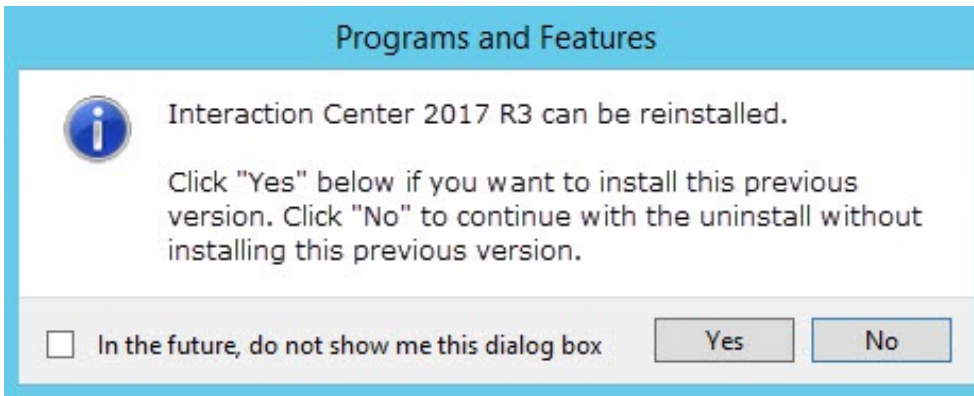 Programs and Features
Interaction Center 2017 R3 can be reinstalled.
Click "Yes" below if you want to install this previous
version. Click "No" to continue with the uninstall without
installing this previous version.
In the future, do not show me this dialog box
Yes
No